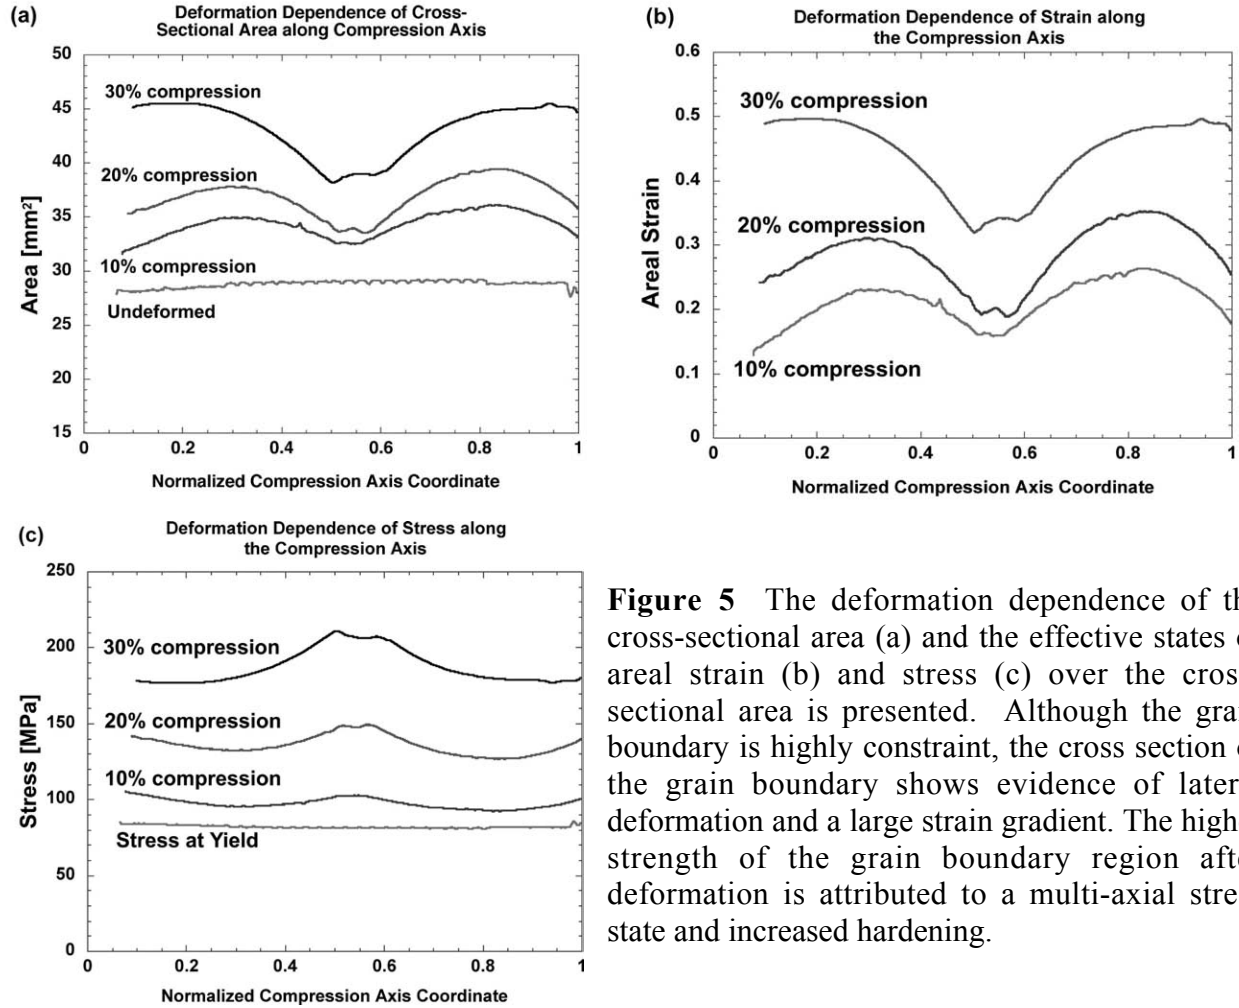 (a)
Deformation Dependence of Cross-
Sectional Area along Compression Axis
50
45
40
35
30
25
20
15
Area [mm²]
30% compression
20% compression
10% compression
Undeformed
0 0.2 0.4 0.6 0.8 1
Normalized Compression Axis Coordinate
(b)
Deformation Dependence of Strain along
the Compression Axis
0.6
0.5
0.4
0.3
0.2
0.1
0
Areal Strain
30% compression
20% compression
10% compression
0 0.2 0.4 0.6 0.8 1
Normalized Compression Axis Coordinate
(c)
Deformation Dependence of Stress along
the Compression Axis
250
200
150
100
50
0
Stress [MPa]
30% compression
20% compression
10% compression
Stress at Yield
0 0.2 0.4 0.6 0.8 1
Normalized Compression Axis Coordinate
Figure 5 The deformation dependence of th
cross-sectional area (a) and the effective states
areal strain (b) and stress (c) over the cros
sectional area is presented. Although the grai
boundary is highly constraint, the cross section
the grain boundary shows evidence of later
deformation and a large strain gradient. The high
strength of the grain boundary region afte
deformation is attributed to a multi-axial stre
state and increased hardening.